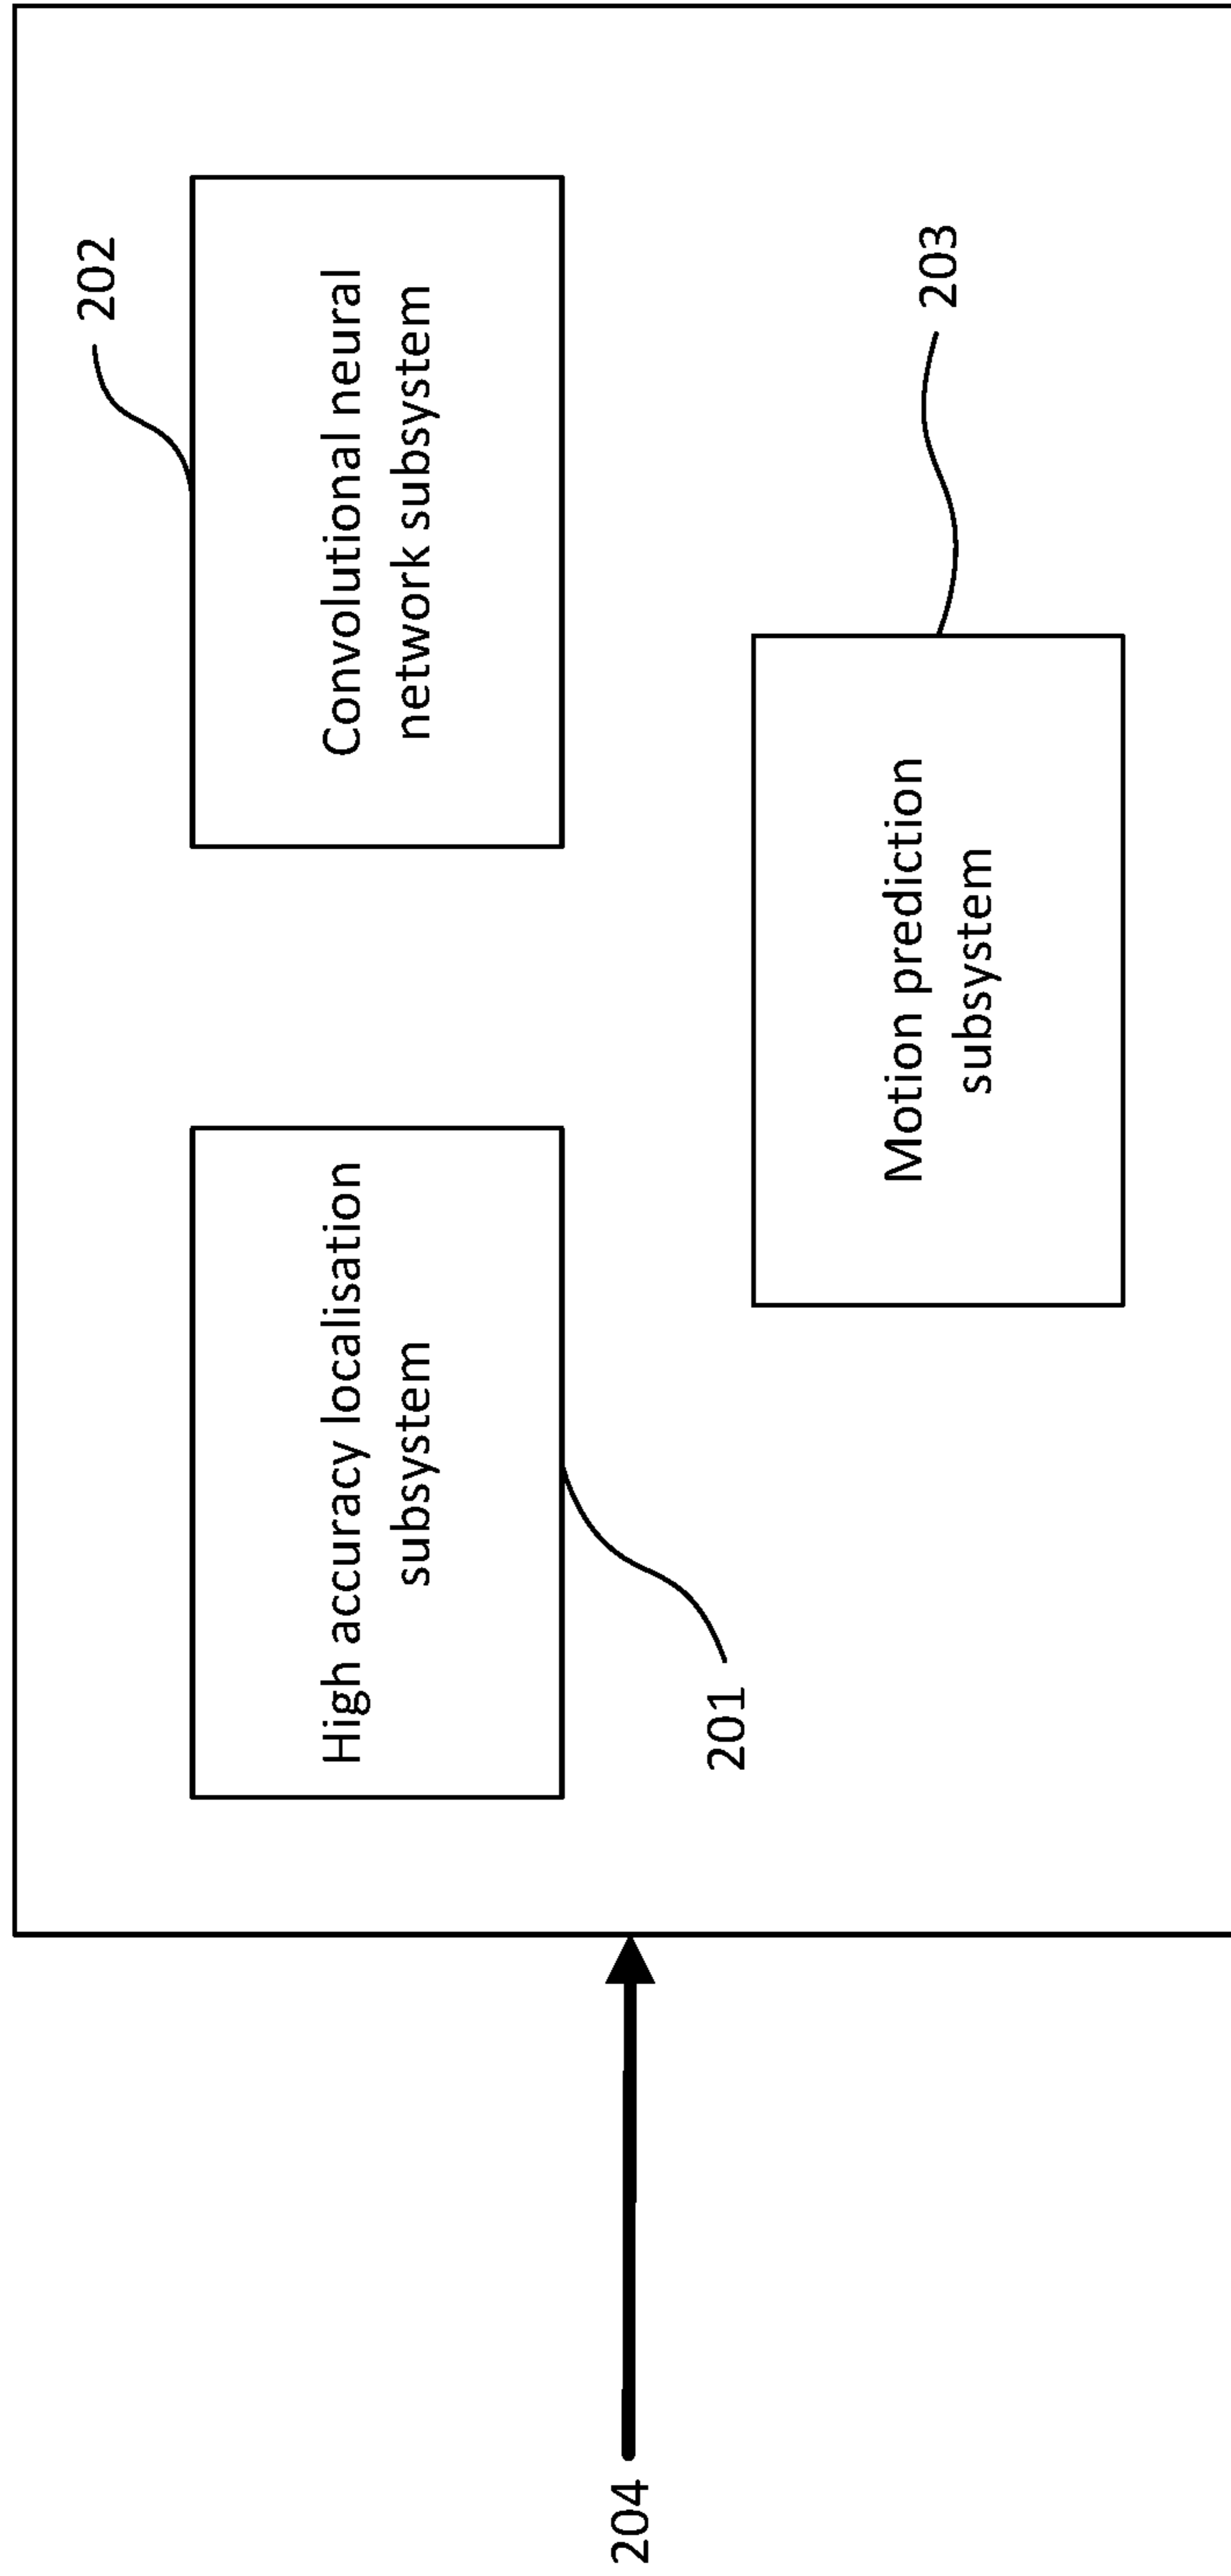 202
High accuracy localisation
subsystem
Convolutional neural
network subsystem
201
203
Motion prediction
subsystem
204